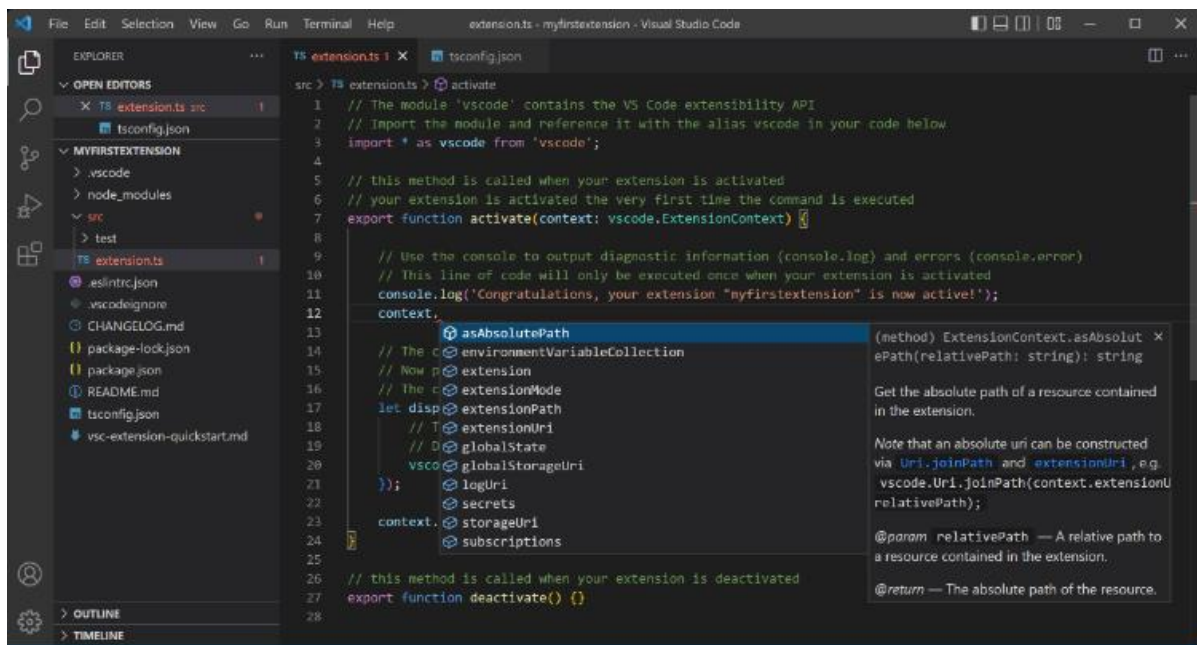 File Edit Selection View Go Run Terminal Help
extension.ts - myfirstextension - Visual Studio Code
EXPLORER
OPEN EDITORS
TS extension.ts src 1
tsconfig.json
MYFIRSTEXTENSION
.vscode
node_modules
src
test
TS extension.ts 1
.eslintrc.json
.vscodeignore
CHANGELOG.md
{} package-lock.json
{} package.json
README.md
tsconfig.json
vsc-extension-quickstart.md
OUTLINE
TIMELINE
TS extension.ts 1 tsconfig.json
src > TS extension.ts > activate
1 // The module 'vscode' contains the VS Code extensibility API
2 // Import the module and reference it with the alias vscode in your code below
3 import * as vscode from 'vscode';
4
5 // this method is called when your extension is activated
6 // your extension is activated the very first time the command is executed
7 export function activate(context: vscode.ExtensionContext) {
8
9 // Use the console to output diagnostic information (console.log) and errors (console.error)
10 // This line of code will only be executed once when your extension is activated
11 console.log('Congratulations, your extension "myfirstextension" is now active!');
12 context.
13
14 // The c
15 // Now p
16 // The c
17 let disp
18 // T
19 // D
20 vsco
21 });
22
23 context.
24 }
25
26 // this method is called when your extension is deactivated
27 export function deactivate() {}
28
asAbsolutePath
environmentVariableCollection
extension
extensionMode
extensionPath
extensionUri
globalState
globalStorageUri
logUri
secrets
storageUri
subscriptions
(method) ExtensionContext.asAbsolut
ePath(relativePath: string): string
Get the absolute path of a resource contained
in the extension.
Note that an absolute uri can be constructed
via Uri.joinPath and extensionUri , e.g.
vscode.Uri.joinPath(context.extensionU
relativePath);
@param relativePath — A relative path to
a resource contained in the extension.
@return — The absolute path of the resource.